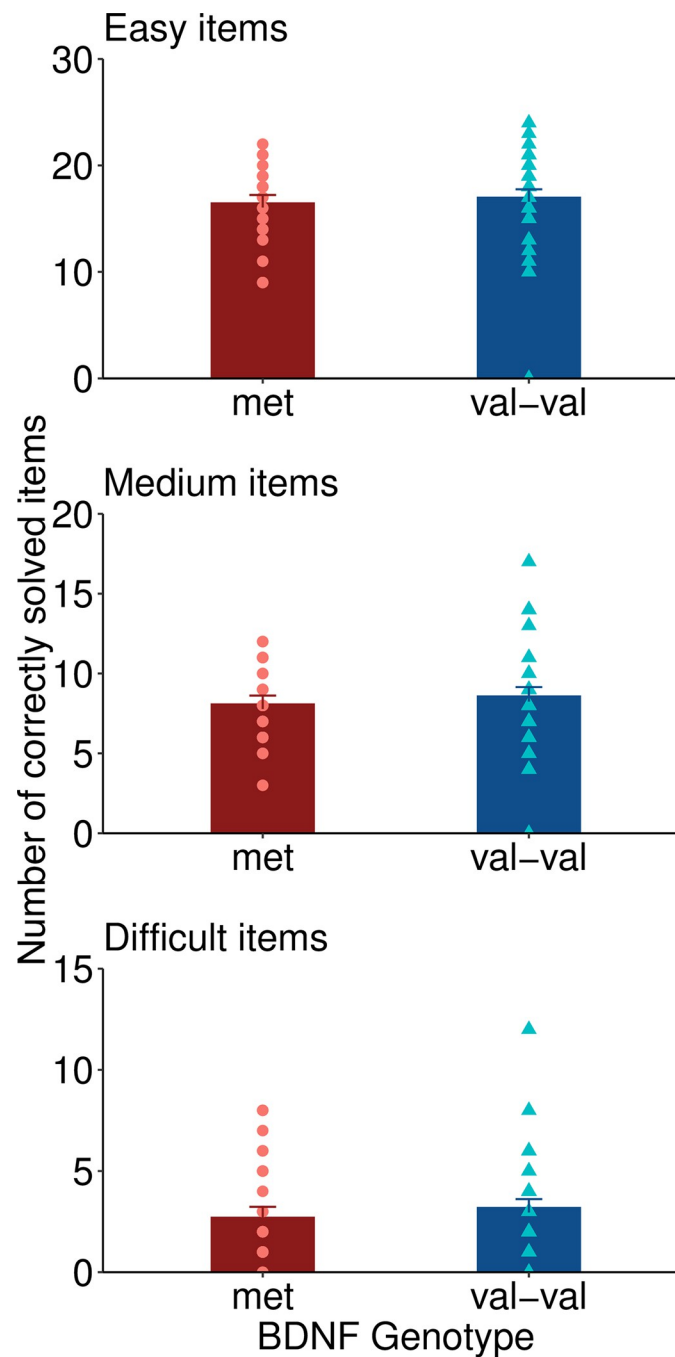 Easy items
30
20
10
0
met val–val
Number of correctly solved items
Medium items
20
15
10
5
0
met val–val
Difficult items
15
10
5
0
met val–val
BDNF Genotype